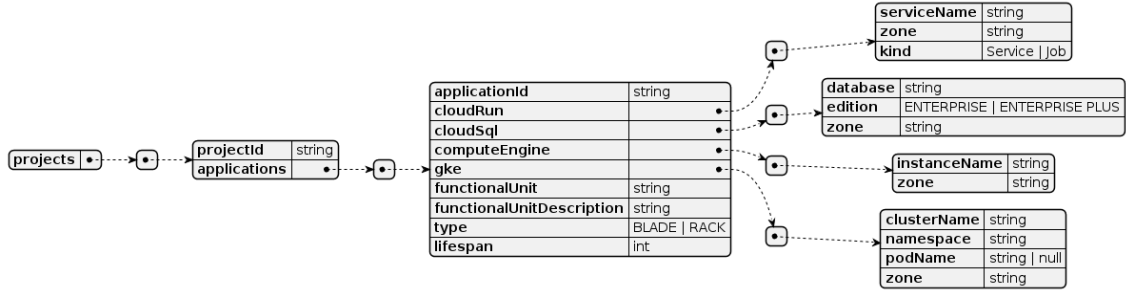 projects
projectId string
applications
applicationId string
cloudRun
cloudSql
computeEngine
gke
functionalUnit string
functionalUnitDescription string
type BLADE | RACK
lifespan int
serviceName string
zone string
kind Service | Job
database string
edition ENTERPRISE | ENTERPRISE PLUS
zone string
instanceName string
zone string
clusterName string
namespace string
podName string | null
zone string